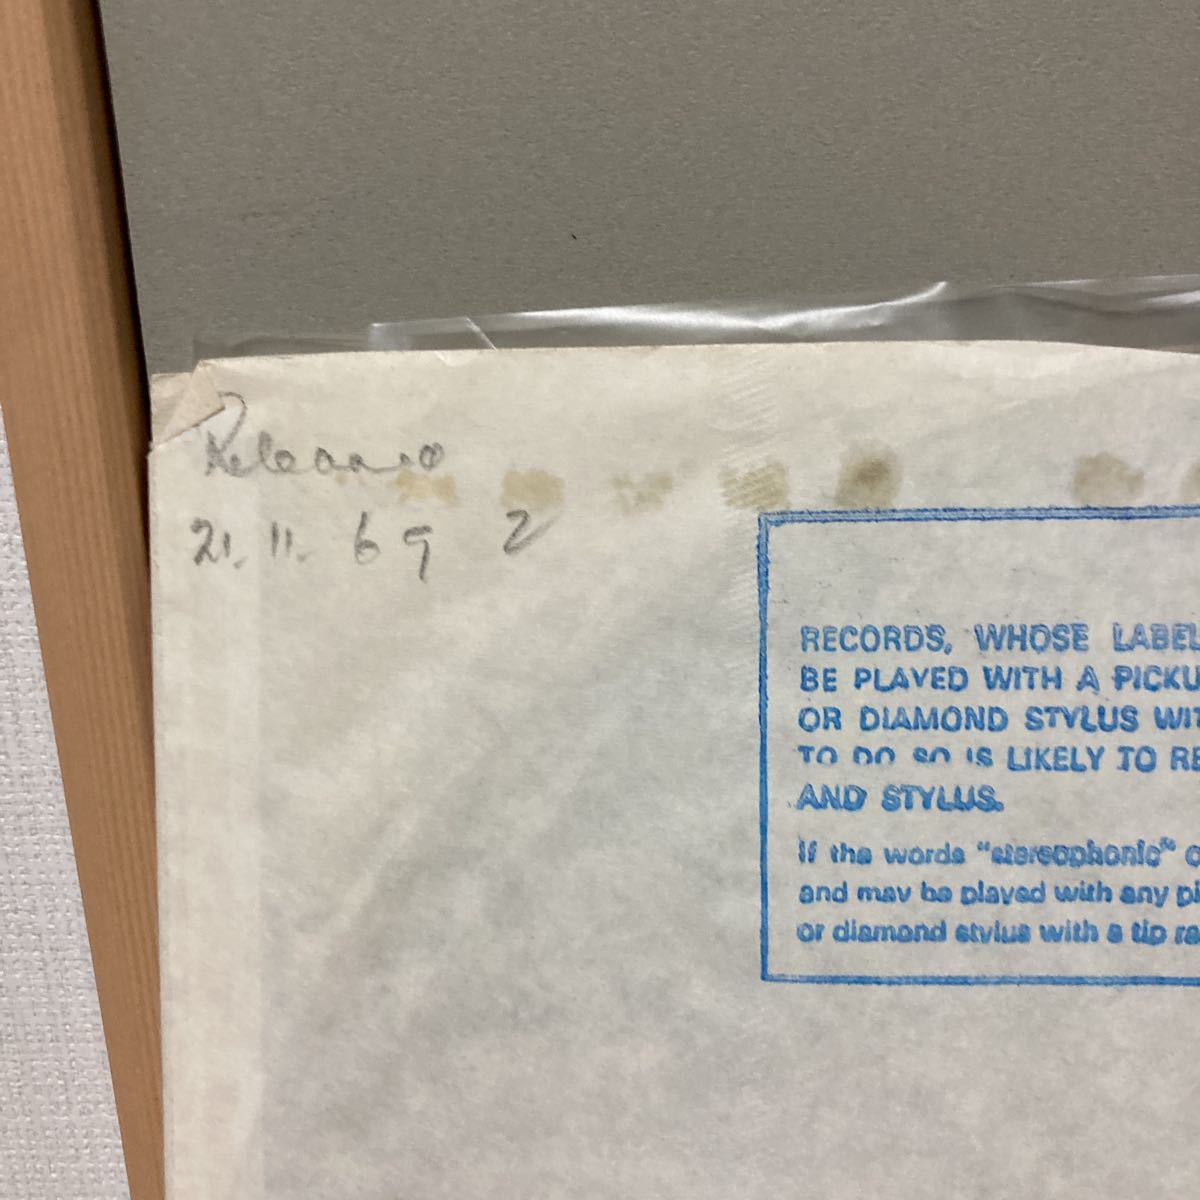 Released
21. 11. 69 2
RECORDS, WHOSE LABEL
BE PLAYED WITH A PICKU
OR DIAMOND STYLUS WI
TO DO SO IS LIKELY TO RE
AND STYLUS.
If the words "stereophonic" o
and may be played with any pi
or diamond stylus with a tip ra